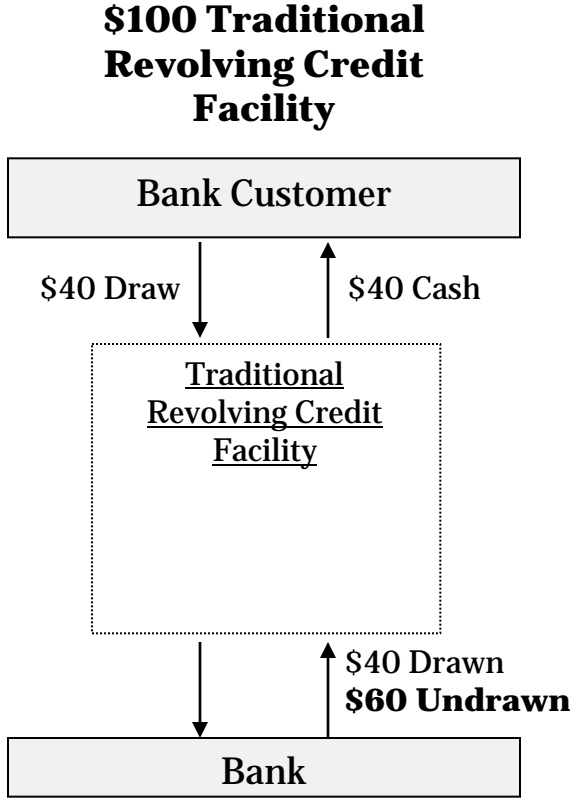 $100 Traditional
Revolving Credit
Facility
Bank Customer
$40 Draw
$40 Cash
Traditional
Revolving Credit
Facility
$40 Drawn
$60 Undrawn
Bank